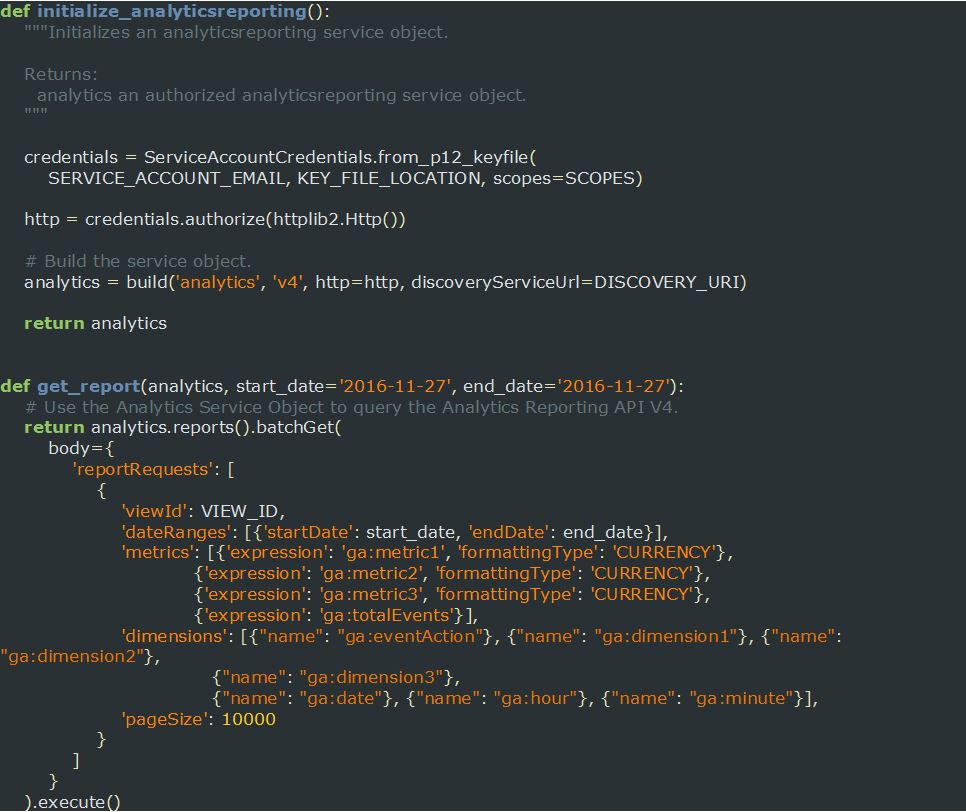 def initialize_analyticsreporting():
    """Initializes an analyticsreporting service object.

    Returns:
      analytics an authorized analyticsreporting service object.
    """

    credentials = ServiceAccountCredentials.from_p12_keyfile(
        SERVICE_ACCOUNT_EMAIL, KEY_FILE_LOCATION, scopes=SCOPES)

    http = credentials.authorize(httplib2.Http())

    # Build the service object.
    analytics = build('analytics', 'v4', http=http, discoveryServiceUrl=DISCOVERY_URI)

    return analytics


def get_report(analytics, start_date='2016-11-27', end_date='2016-11-27'):
    # Use the Analytics Service Object to query the Analytics Reporting API V4.
    return analytics.reports().batchGet(
        body={
            'reportRequests': [
                {
                    'viewId': VIEW_ID,
                    'dateRanges': [{'startDate': start_date, 'endDate': end_date}],
                    'metrics': [{'expression': 'ga:metric1', 'formattingType': 'CURRENCY'},
                                {'expression': 'ga:metric2', 'formattingType': 'CURRENCY'},
                                {'expression': 'ga:metric3', 'formattingType': 'CURRENCY'},
                                {'expression': 'ga:totalEvents'}],
                    'dimensions': [{"name": "ga:eventAction"}, {"name": "ga:dimension1"}, {"name":
"ga:dimension2"},
                                   {"name": "ga:dimension3"},
                                   {"name": "ga:date"}, {"name": "ga:hour"}, {"name": "ga:minute"}],
                    'pageSize': 10000
                }
            ]
        }
    ).execute()